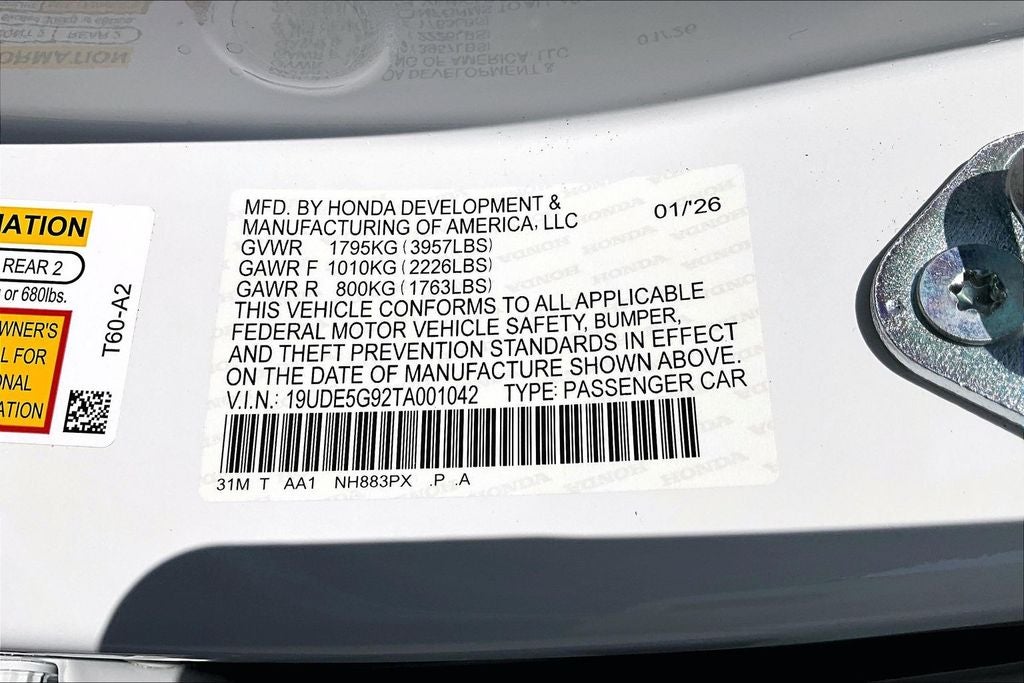 MFD. BY HONDA DEVELOPMENT &
MANUFACTURING OF AMERICA, LLC
01/'26
GVWR 1795KG (3957LBS)
GAWR F 1010KG (2226LBS)
GAWR R 800KG (1763LBS)
THIS VEHICLE CONFORMS TO ALL APPLICABLE
FEDERAL MOTOR VEHICLE SAFETY, BUMPER,
AND THEFT PREVENTION STANDARDS IN EFFECT
ON THE DATE OF MANUFACTURE SHOWN ABOVE.
V.I.N.: 19UDE5G92TA001042 TYPE: PASSENGER CAR
31M T AA1 NH883PX .P .A
REAR 2
or 680lbs.
L FOR
T60-A2